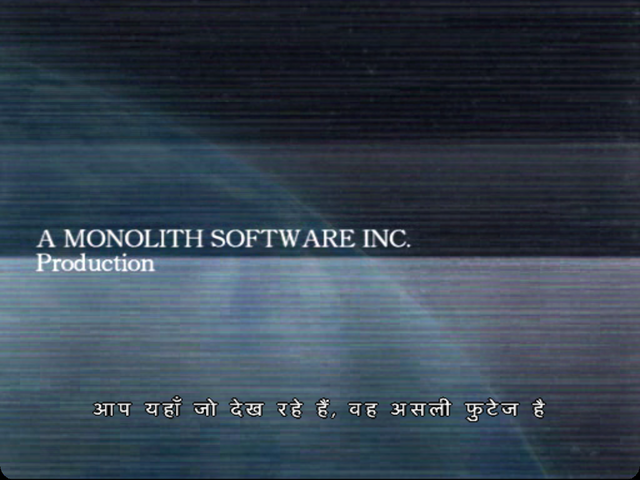 A MONOLITH SOFTWARE INC.
Production
आप यहाँ जो देख रहे हैं, वह असली फुटेज है